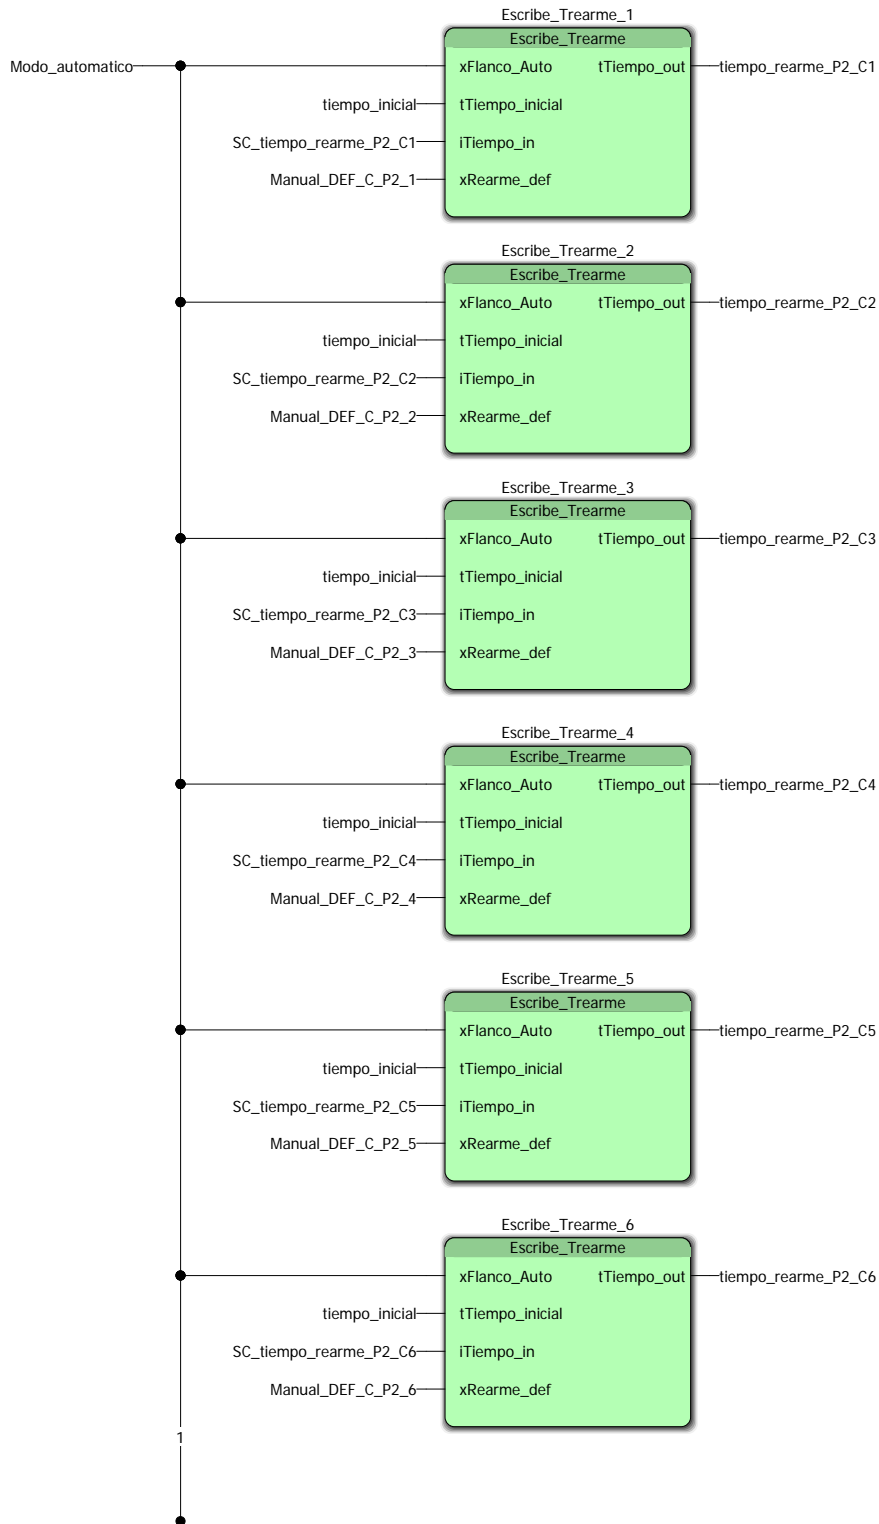 Escribe_Trearme_1
Escribe_Trearme
Modo_automatico xFlanco_Auto tTiempo_out tiempo_rearme_P2_C1
tiempo_inicial tTiempo_inicial
SC_tiempo_rearme_P2_C1 iTiempo_in
Manual_DEF_C_P2_1 xRearme_def
Escribe_Trearme_2
Escribe_Trearme
xFlanco_Auto tTiempo_out tiempo_rearme_P2_C2
tiempo_inicial tTiempo_inicial
SC_tiempo_rearme_P2_C2 iTiempo_in
Manual_DEF_C_P2_2 xRearme_def
Escribe_Trearme_3
Escribe_Trearme
xFlanco_Auto tTiempo_out tiempo_rearme_P2_C3
tiempo_inicial tTiempo_inicial
SC_tiempo_rearme_P2_C3 iTiempo_in
Manual_DEF_C_P2_3 xRearme_def
Escribe_Trearme_4
Escribe_Trearme
xFlanco_Auto tTiempo_out tiempo_rearme_P2_C4
tiempo_inicial tTiempo_inicial
SC_tiempo_rearme_P2_C4 iTiempo_in
Manual_DEF_C_P2_4 xRearme_def
Escribe_Trearme_5
Escribe_Trearme
xFlanco_Auto tTiempo_out tiempo_rearme_P2_C5
tiempo_inicial tTiempo_inicial
SC_tiempo_rearme_P2_C5 iTiempo_in
Manual_DEF_C_P2_5 xRearme_def
Escribe_Trearme_6
Escribe_Trearme
xFlanco_Auto tTiempo_out tiempo_rearme_P2_C6
tiempo_inicial tTiempo_inicial
SC_tiempo_rearme_P2_C6 iTiempo_in
Manual_DEF_C_P2_6 xRearme_def
1